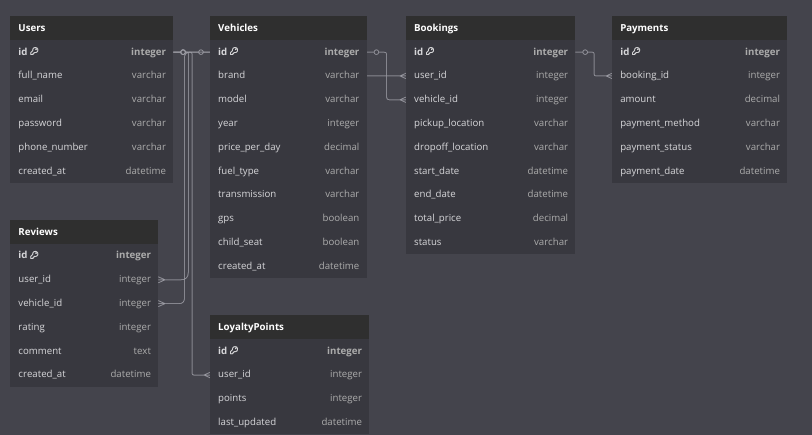 Users
id integer
full_name varchar
email varchar
password varchar
phone_number varchar
created_at datetime
Vehicles
id integer
brand varchar
model varchar
year integer
price_per_day decimal
fuel_type varchar
transmission varchar
gps boolean
child_seat boolean
created_at datetime
Bookings
id integer
user_id integer
vehicle_id integer
pickup_location varchar
dropoff_location varchar
start_date datetime
end_date datetime
total_price decimal
status varchar
Payments
id integer
booking_id integer
amount decimal
payment_method varchar
payment_status varchar
payment_date datetime
Reviews
id integer
user_id integer
vehicle_id integer
rating integer
comment text
created_at datetime
LoyaltyPoints
id integer
user_id integer
points integer
last_updated datetime